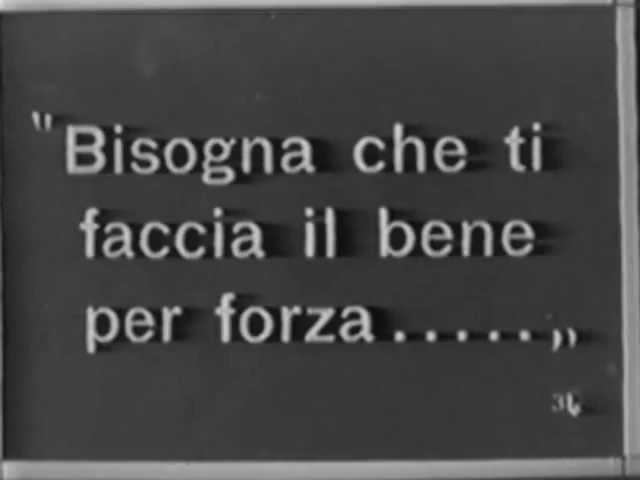 "Bisogna che ti
faccia il bene
per forza......"